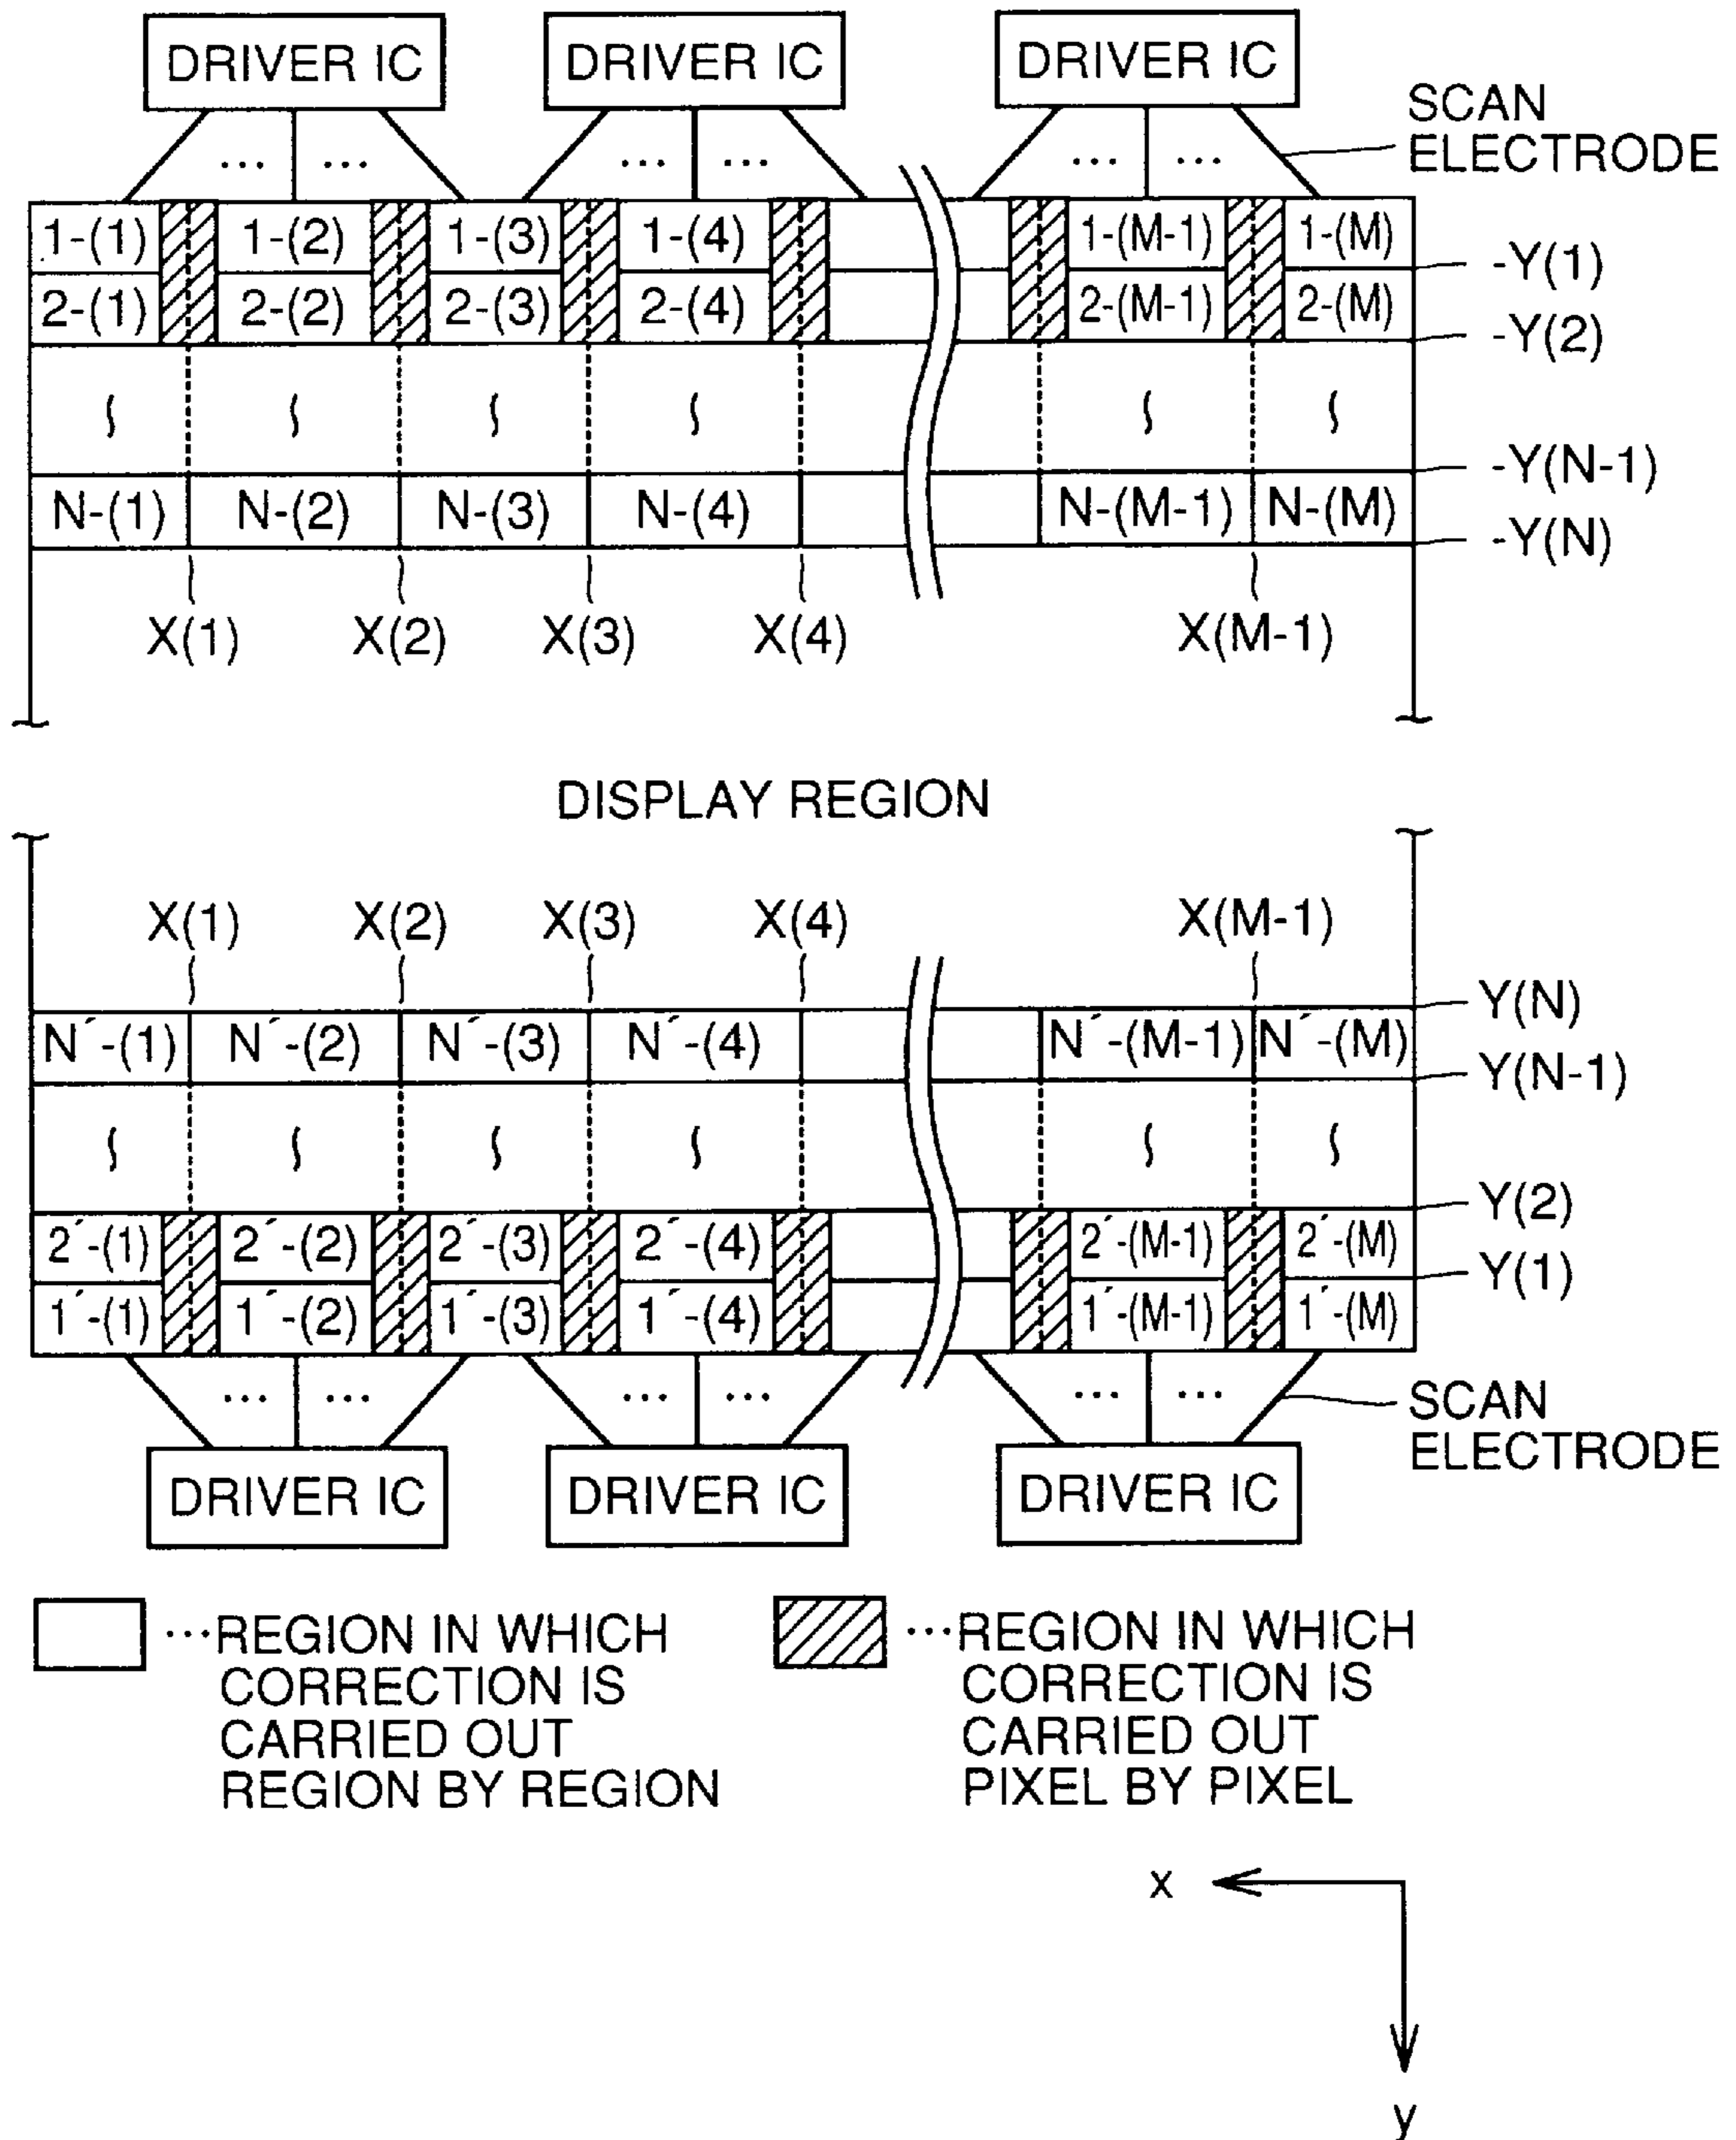 DRIVER IC DRIVER IC DRIVER IC
SCAN
ELECTRODE
... ... ... ... ... ...
1-(1) 1-(2) 1-(3) 1-(4) 1-(M-1) 1-(M)
-Y(1)
2-(1) 2-(2) 2-(3) 2-(4) 2-(M-1) 2-(M)
-Y(2)
-Y(N-1)
N-(1) N-(2) N-(3) N-(4) N-(M-1) N-(M)
-Y(N)
X(1) X(2) X(3) X(4) X(M-1)
DISPLAY REGION
X(1) X(2) X(3) X(4) X(M-1)
Y(N)
N´-(1) N´-(2) N´-(3) N´-(4) N´-(M-1) N´-(M)
Y(N-1)
Y(2)
2´-(1) 2´-(2) 2´-(3) 2´-(4) 2´-(M-1) 2´-(M)
Y(1)
1´-(1) 1´-(2) 1´-(3) 1´-(4) 1´-(M-1) 1´-(M)
... ... ... ... ... ...
SCAN
ELECTRODE
DRIVER IC DRIVER IC DRIVER IC
...REGION IN WHICH
CORRECTION IS
CARRIED OUT
REGION BY REGION
...REGION IN WHICH
CORRECTION IS
CARRIED OUT
PIXEL BY PIXEL
x
y